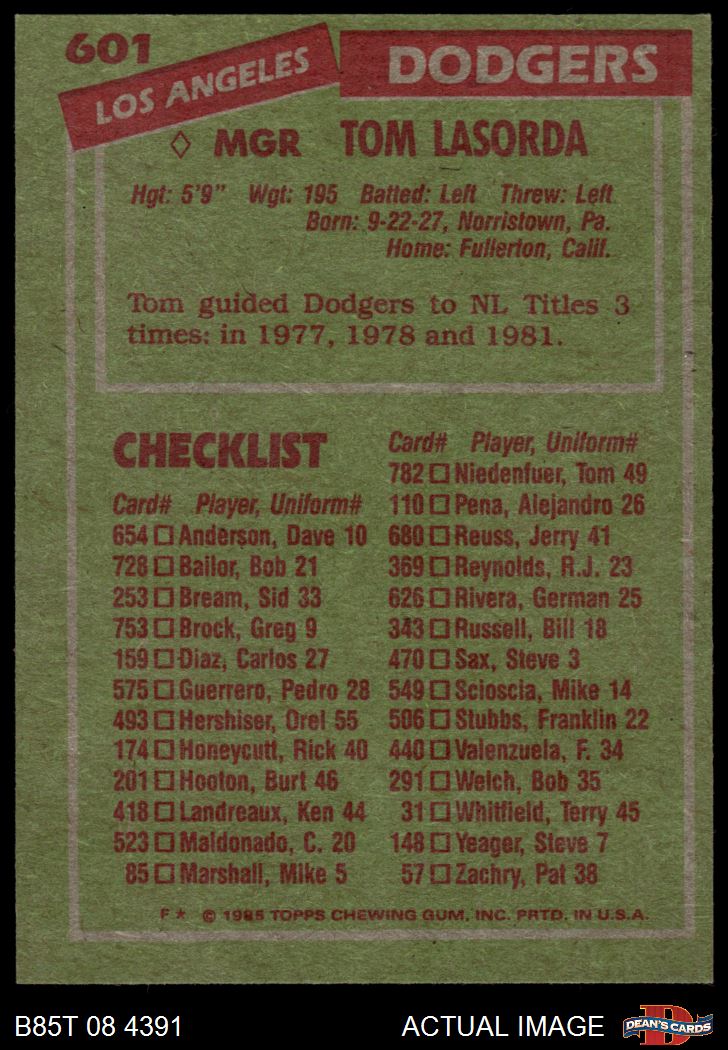 601
LOS ANGELES DODGERS
◇ MGR TOM LASORDA
Hgt: 5'9" Wgt: 195 Batted: Left Threw: Left
Born: 9-22-27, Norristown, Pa.
Home: Fullerton, Calif.
Tom guided Dodgers to NL Titles 3
times: in 1977, 1978 and 1981.
CHECKLIST
Card# Player, Uniform#
654 □ Anderson, Dave 10
728 □ Bailor, Bob 21
253 □ Bream, Sid 33
753 □ Brock, Greg 9
159 □ Diaz, Carlos 27
575 □ Guerrero, Pedro 28
493 □ Hershiser, Orel 55
174 □ Honeycutt, Rick 40
201 □ Hooton, Burt 46
418 □ Landreaux, Ken 44
523 □ Maldonado, C. 20
85 □ Marshall, Mike 5
Card# Player, Uniform#
782 □ Niedenfuer, Tom 49
110 □ Pena, Alejandro 26
680 □ Reuss, Jerry 41
369 □ Reynolds, R.J. 23
626 □ Rivera, German 25
343 □ Russell, Bill 18
470 □ Sax, Steve 3
549 □ Scioscia, Mike 14
506 □ Stubbs, Franklin 22
440 □ Valenzuela, F. 34
291 □ Welch, Bob 35
31 □ Whitfield, Terry 45
148 □ Yeager, Steve 7
57 □ Zachry, Pat 38
F* © 1985 TOPPS CHEWING GUM, INC. PRTD. IN U.S.A.
B85T 08 4391 ACTUAL IMAGE
D
DEAN'S CARDS